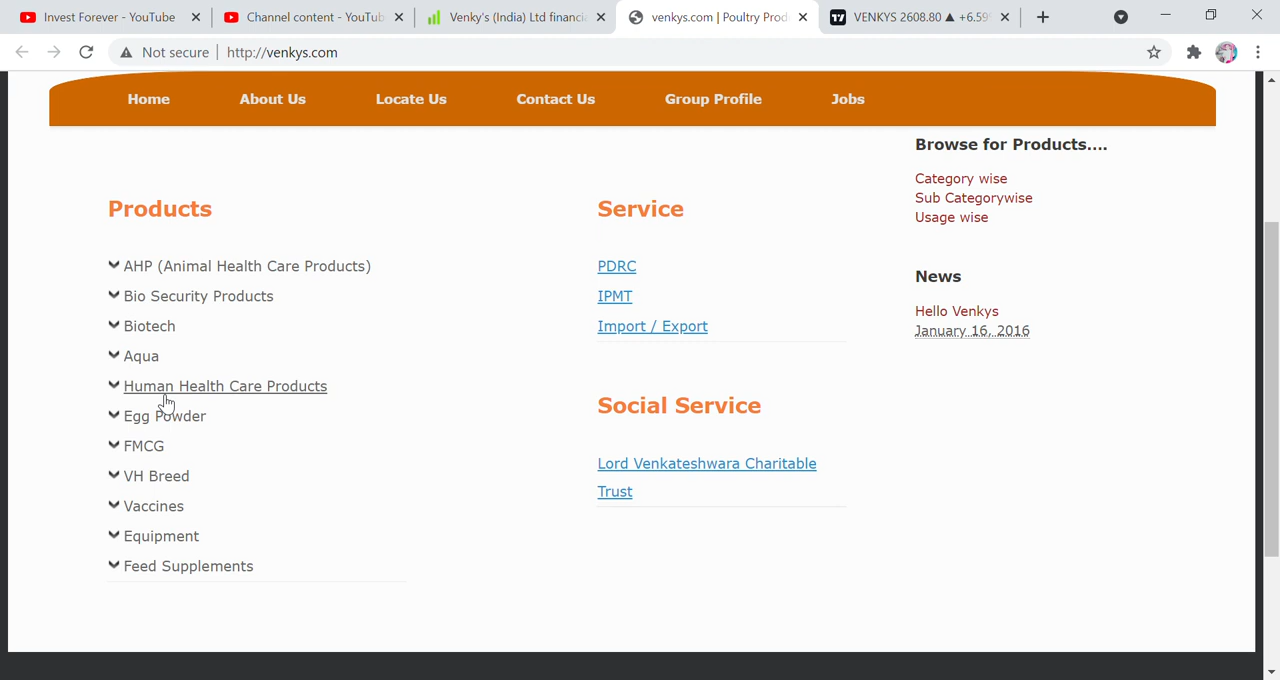 Invest Forever - YouTube
Channel content - YouTub
Venky's (India) Ltd financi
venkys.com | Poultry Prod
VENKYS 2608.80 ▲ +6.59
Not secure
http://venkys.com
Home
About Us
Locate Us
Contact Us
Group Profile
Jobs
Browse for Products....
Category wise
Sub Categorywise
Usage wise
Products
AHP (Animal Health Care Products)
Bio Security Products
Biotech
Aqua
Human Health Care Products
Egg Powder
FMCG
VH Breed
Vaccines
Equipment
Feed Supplements
Service
PDRC
IPMT
Import / Export
Social Service
Lord Venkateshwara Charitable
Trust
News
Hello Venkys
January 16, 2016